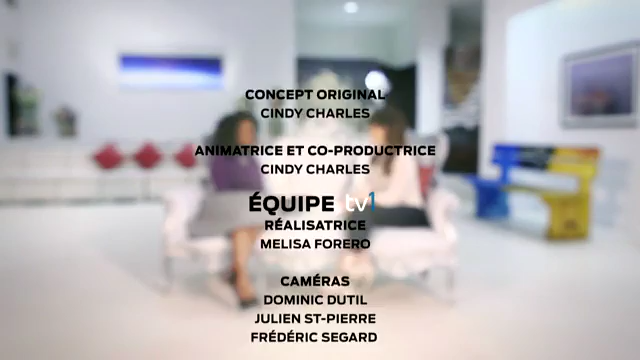 CONCEPT ORIGINAL
CINDY CHARLES
ANIMATRICE ET CO-PRODUCTRICE
CINDY CHARLES
ÉQUIPE tv1
RÉALISATRICE
MELISA FORERO
CAMÉRAS
DOMINIC DUTIL
JULIEN ST-PIERRE
FRÉDÉRIC SEGARD